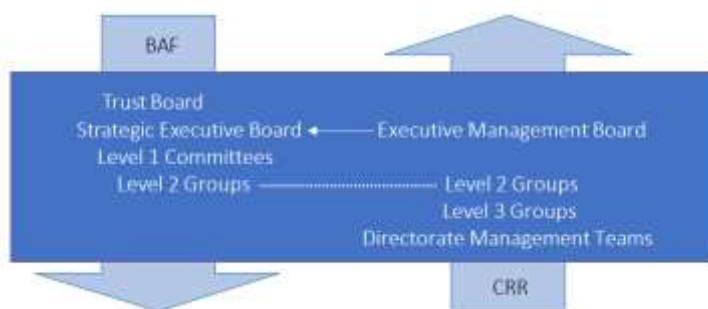 BAF
Trust Board
Strategic Executive Board
Executive Management Board
Level 1 Committees
Level 2 Groups
Level 2 Groups
Level 3 Groups
Directorate Management Teams
CRR